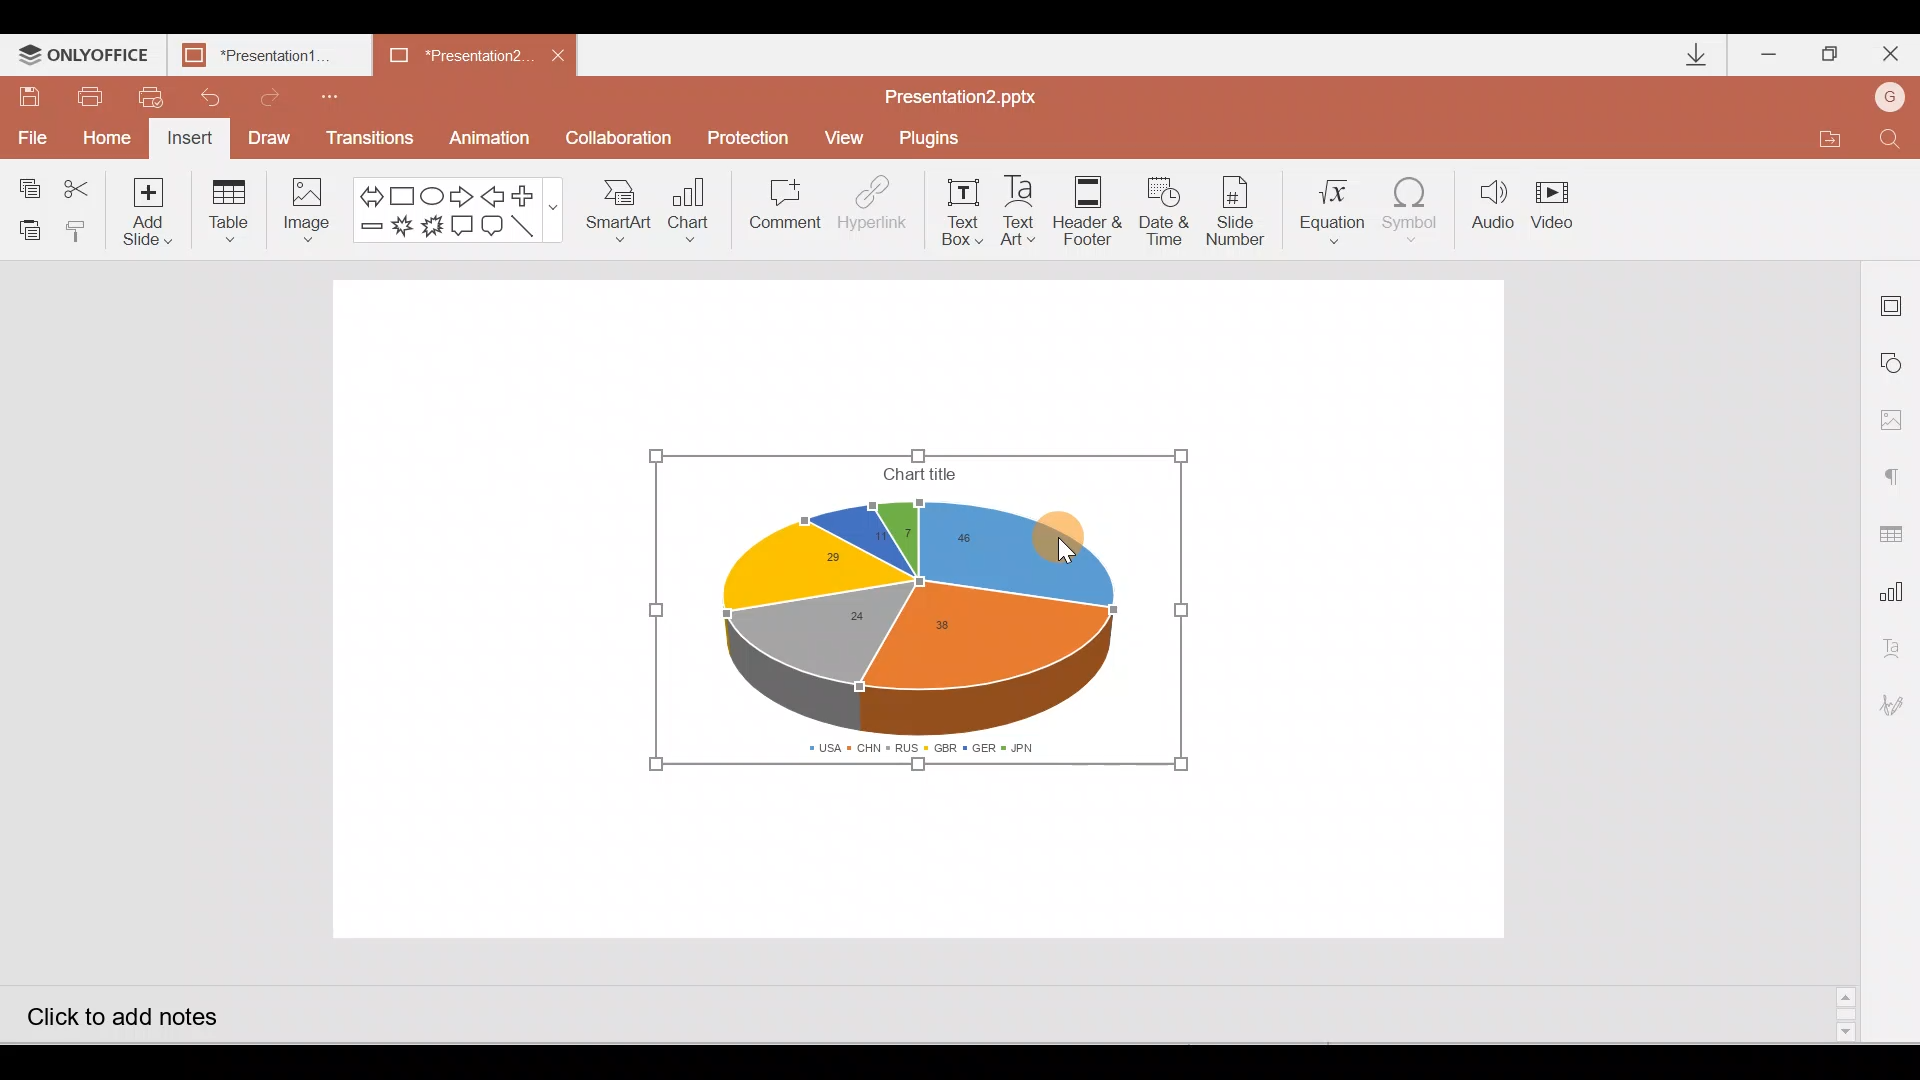 ONLYOFFICE
*Presentation1...
*Presentation2...
Presentation2.pptx
G
File Home Insert Draw Transitions Animation Collaboration Protection View Plugins
Add Slide
Table
Image
SmartArt
Chart
Comment
Hyperlink
Text Box
Text Art
Header & Footer
Date & Time
Slide Number
Equation
Symbol
Audio
Video
Chart title
46
7
11
29
24
38
USA CHN RUS GBR GER JPN
Click to add notes